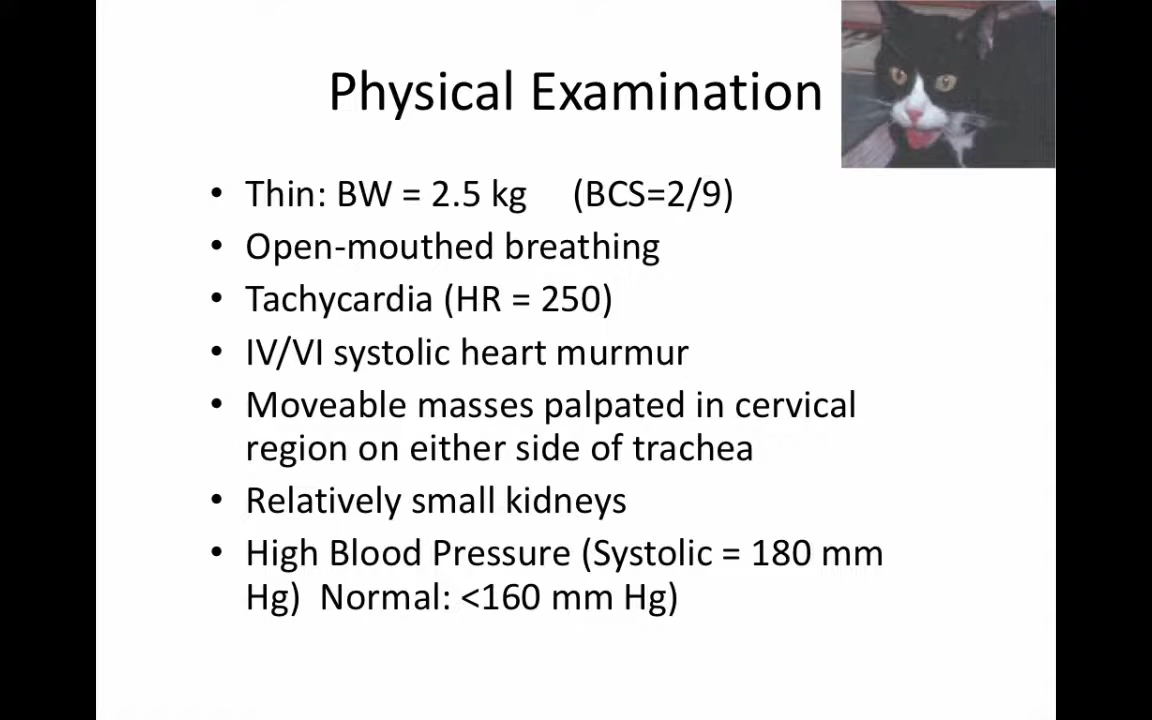 Physical Examination
• Thin: BW = 2.5 kg (BCS=2/9)
• Open-mouthed breathing
• Tachycardia (HR = 250)
• IV/VI systolic heart murmur
• Moveable masses palpated in cervical
region on either side of trachea
• Relatively small kidneys
• High Blood Pressure (Systolic = 180 mm
Hg) Normal: <160 mm Hg)